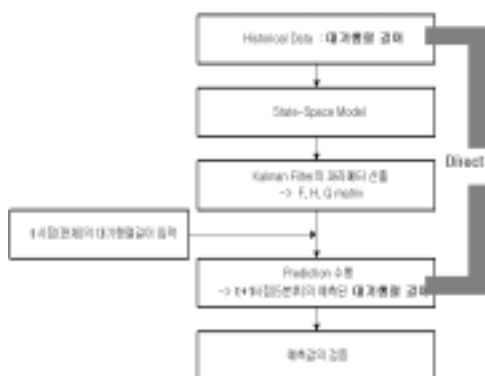 Historical Data : 대기행렬 길이
State-Space Model
Kalman Filter의 파라메터 산출
-> F, H, Q matrix
Direct
t시점(현재)의 대기행렬길이 입력
Prediction 수행
-> t+1시점(5분후)의 예측된 대기행렬 길이
예측값의 검증